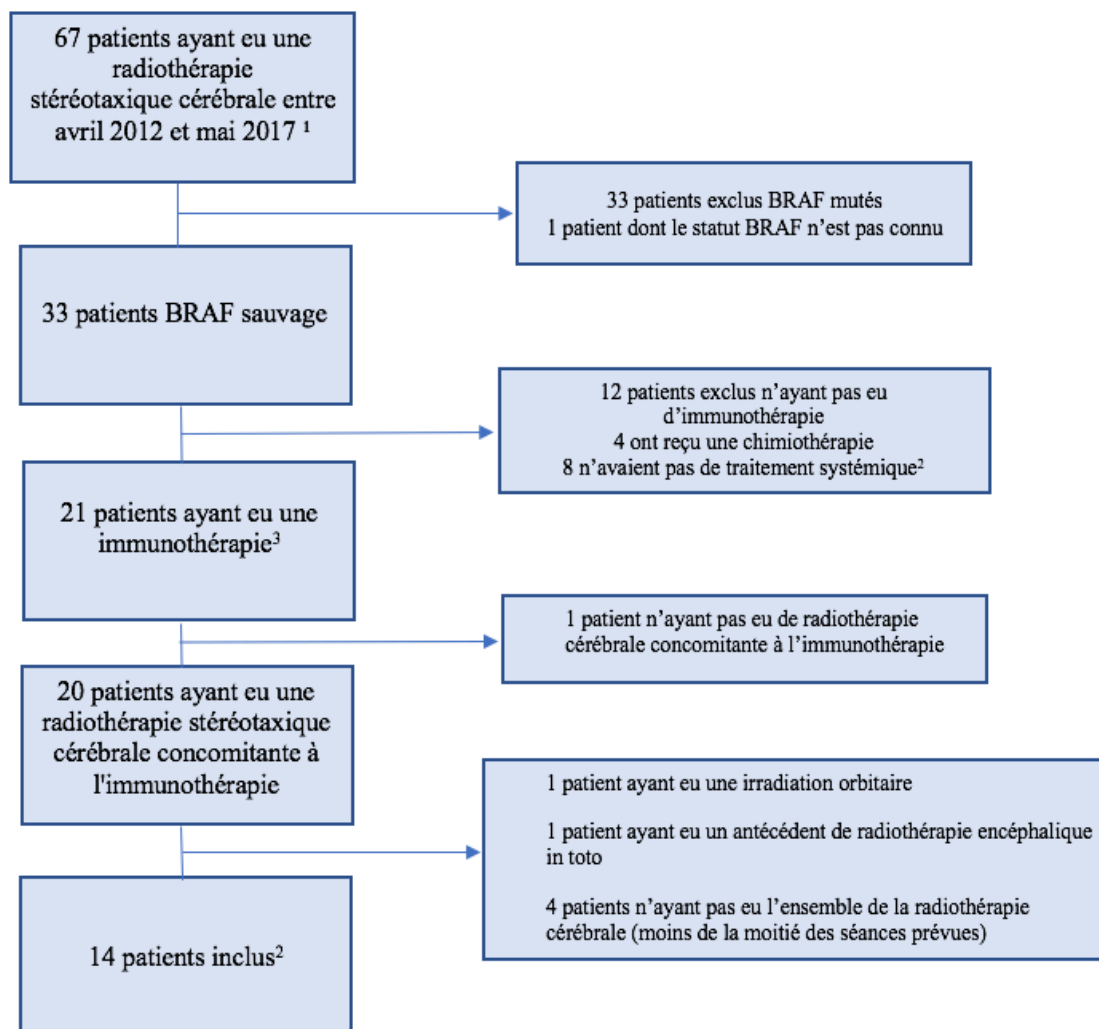 67 patients ayant eu une
radiothérapie
stéréotaxique cérébrale entre
avril 2012 et mai 2017 ¹
33 patients exclus BRAF mutés
1 patient dont le statut BRAF n’est pas connu
33 patients BRAF sauvage
12 patients exclus n’ayant pas eu
d’immunothérapie
4 ont reçu une chimiothérapie
8 n’avaient pas de traitement systémique²
21 patients ayant eu une
immunothérapie³
1 patient n’ayant pas eu de radiothérapie
cérébrale concomitante à l’immunothérapie
20 patients ayant eu une
radiothérapie stéréotaxique
cérébrale concomitante à
l'immunothérapie
1 patient ayant eu une irradiation orbitaire
1 patient ayant eu un antécédent de radiothérapie encéphalique
in toto
4 patients n’ayant pas eu l’ensemble de la radiothérapie
cérébrale (moins de la moitié des séances prévues)
14 patients inclus²